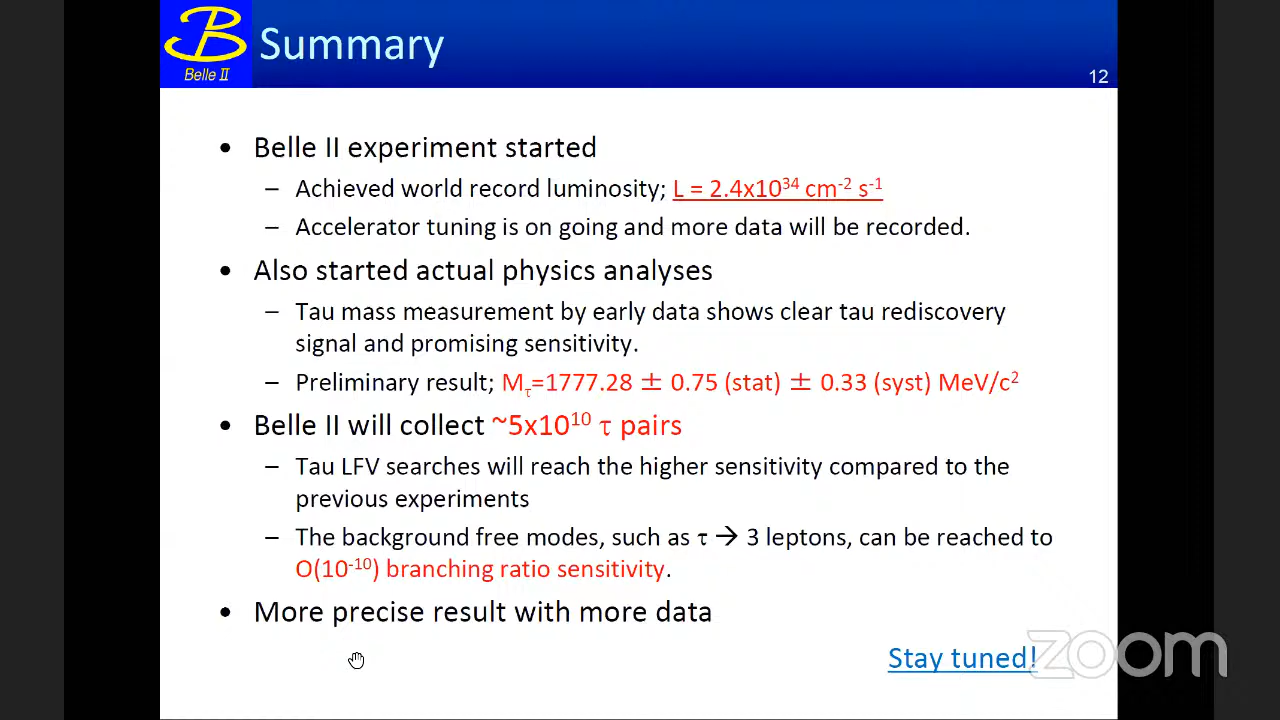 Belle II
Summary
12
• Belle II experiment started
– Achieved world record luminosity; L = 2.4x10³⁴ cm⁻² s⁻¹
– Accelerator tuning is on going and more data will be recorded.
• Also started actual physics analyses
– Tau mass measurement by early data shows clear tau rediscovery
signal and promising sensitivity.
– Preliminary result; Mτ=1777.28 ± 0.75 (stat) ± 0.33 (syst) MeV/c²
• Belle II will collect ~5x10¹⁰ τ pairs
– Tau LFV searches will reach the higher sensitivity compared to the
previous experiments
– The background free modes, such as τ → 3 leptons, can be reached to
O(10⁻¹⁰) branching ratio sensitivity.
• More precise result with more data
Stay tuned!
zoom